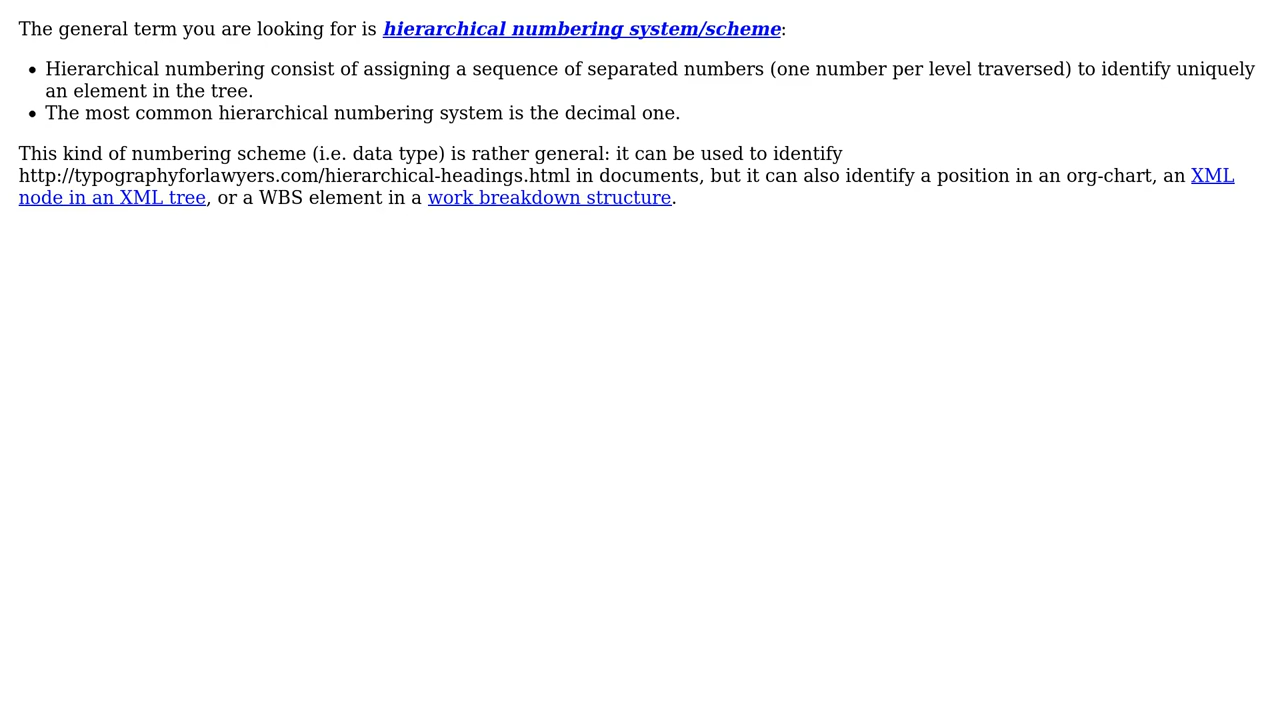 The general term you are looking for is hierarchical numbering system/scheme:
• Hierarchical numbering consist of assigning a sequence of separated numbers (one number per level traversed) to identify uniquely
an element in the tree.
• The most common hierarchical numbering system is the decimal one.
This kind of numbering scheme (i.e. data type) is rather general: it can be used to identify
http://typographyforlawyers.com/hierarchical-headings.html in documents, but it can also identify a position in an org-chart, an XML
node in an XML tree, or a WBS element in a work breakdown structure.